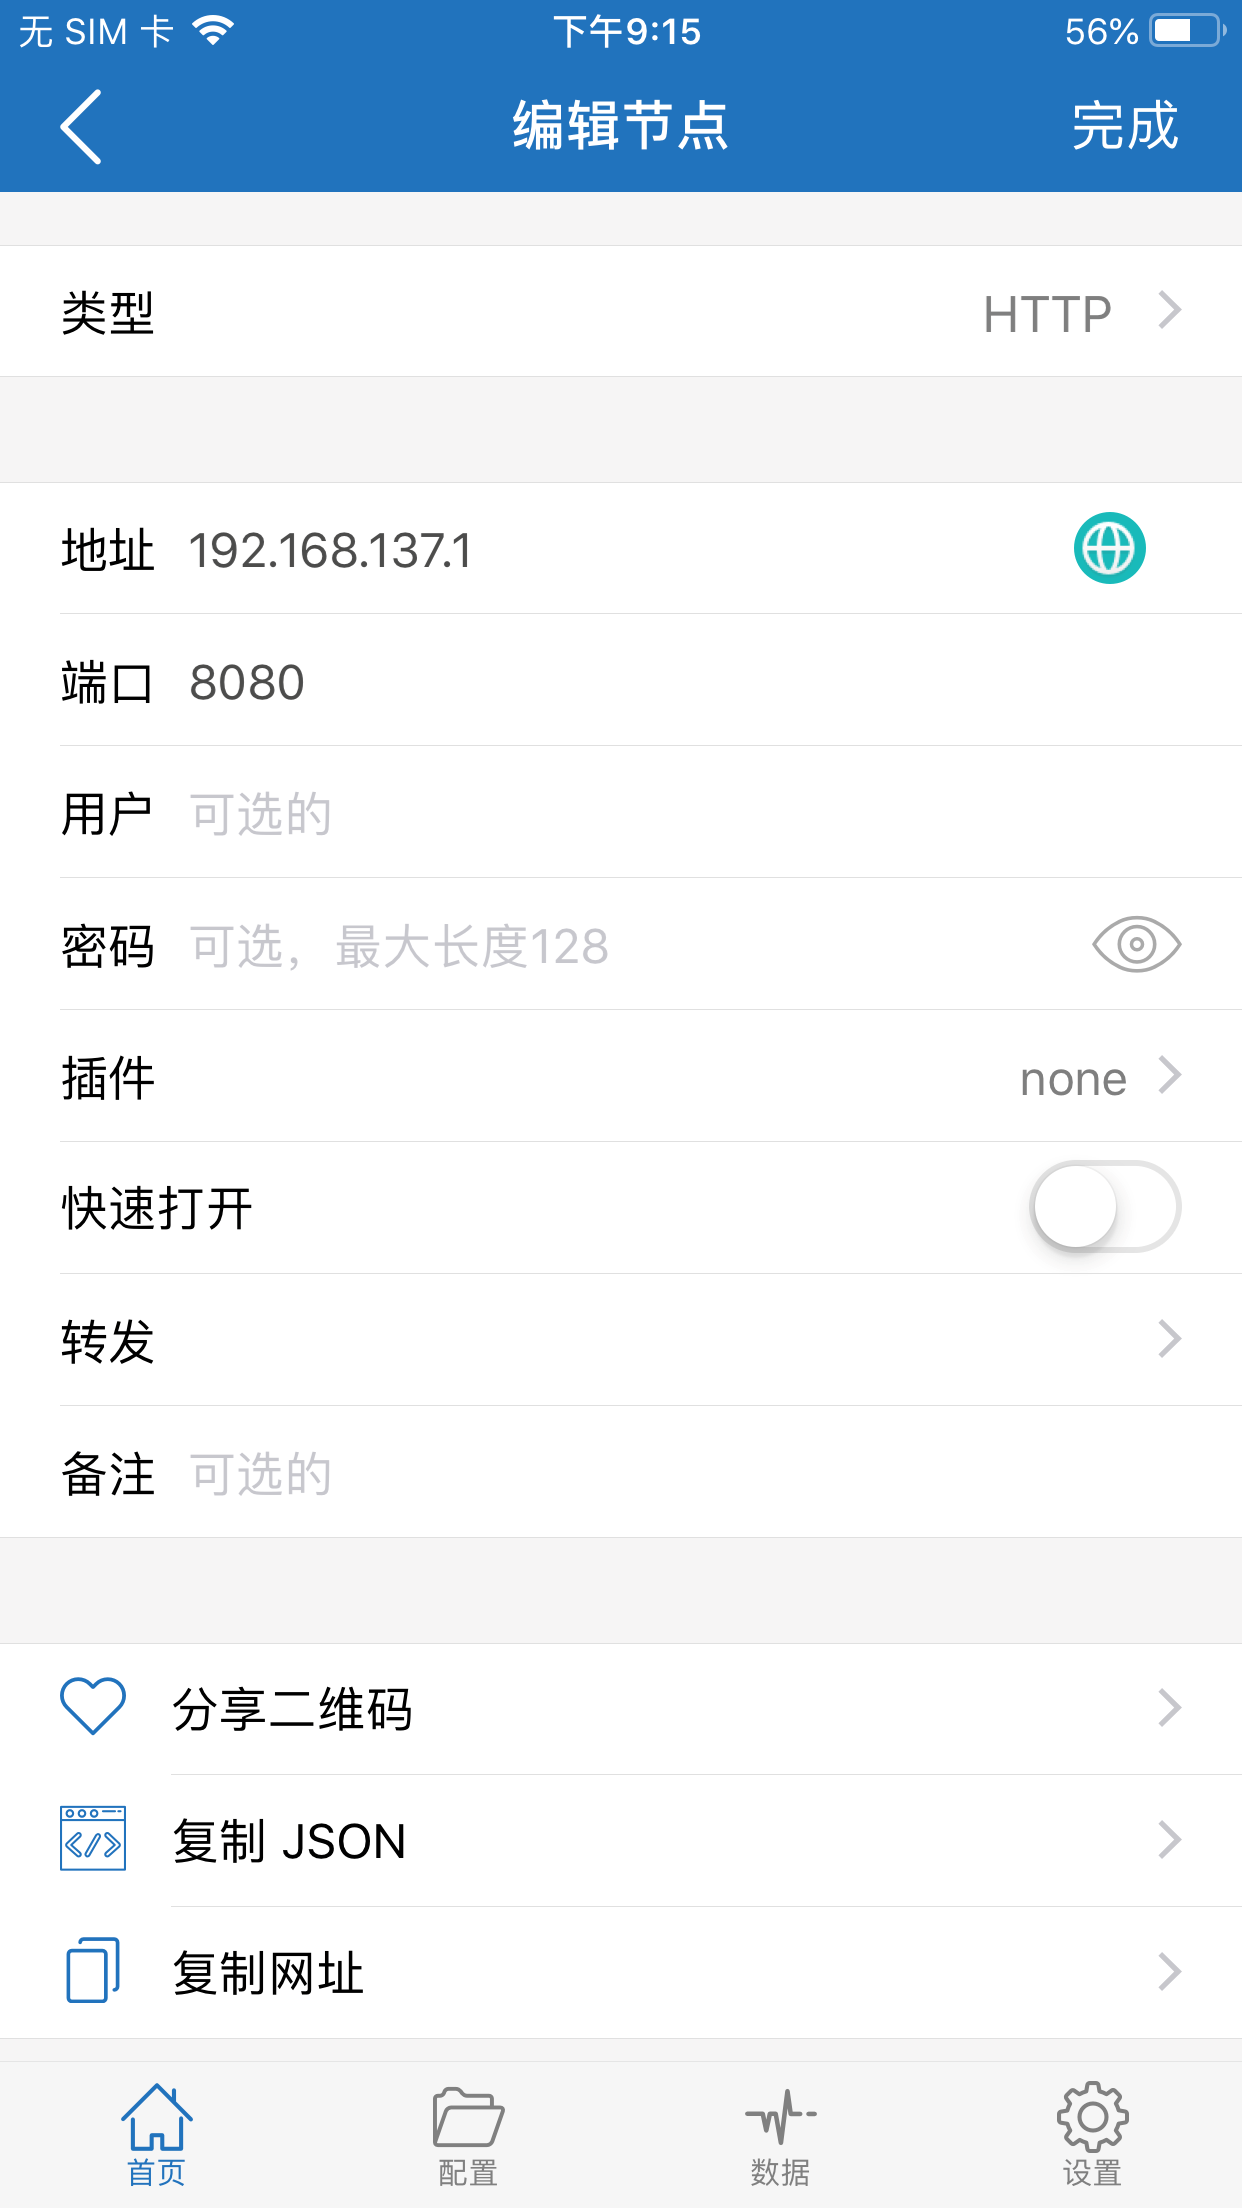 无 SIM 卡 下午9:15 56%
编辑节点 完成
类型 HTTP
地址 192.168.137.1
端口 8080
用户 可选的
密码 可选，最大长度128
插件 none
快速打开
转发
备注 可选的
分享二维码
复制 JSON
复制网址
首页 配置 数据 设置